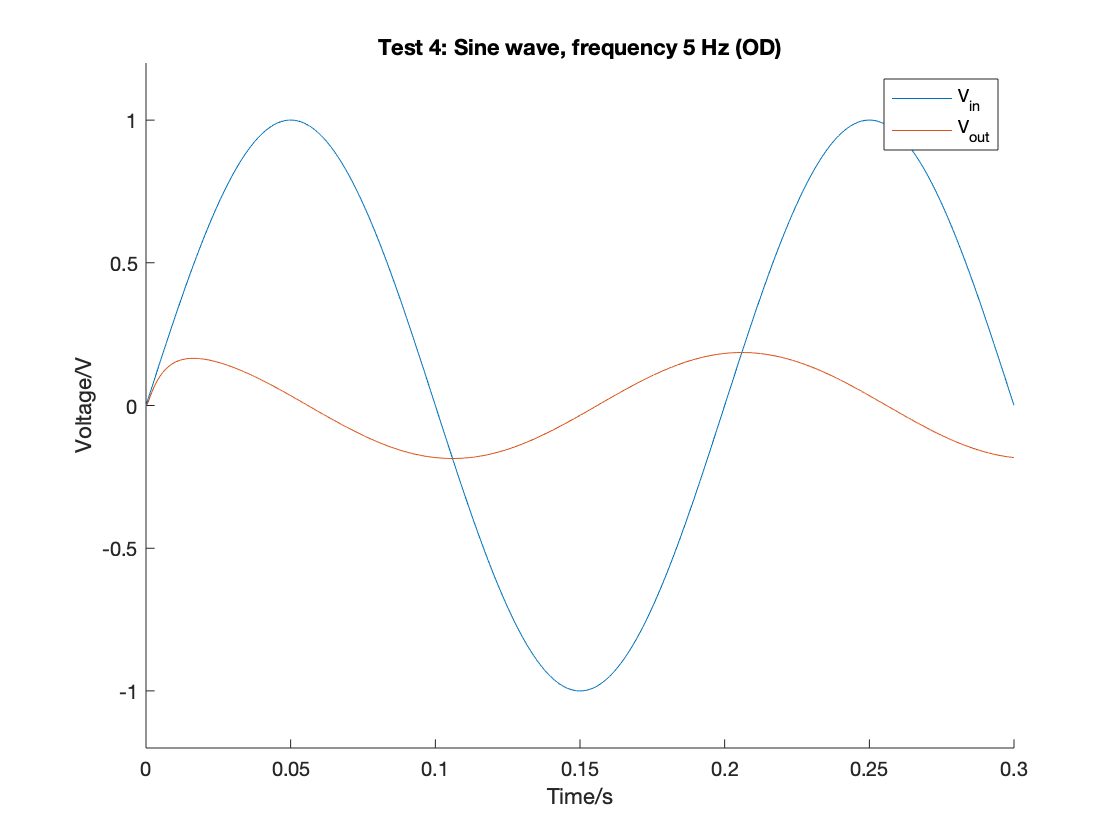 Test 4: Sine wave, frequency 5 Hz (OD)
V_in
V_out
1
0.5
0
-0.5
-1
Voltage/V
0 0.05 0.1 0.15 0.2 0.25 0.3
Time/s